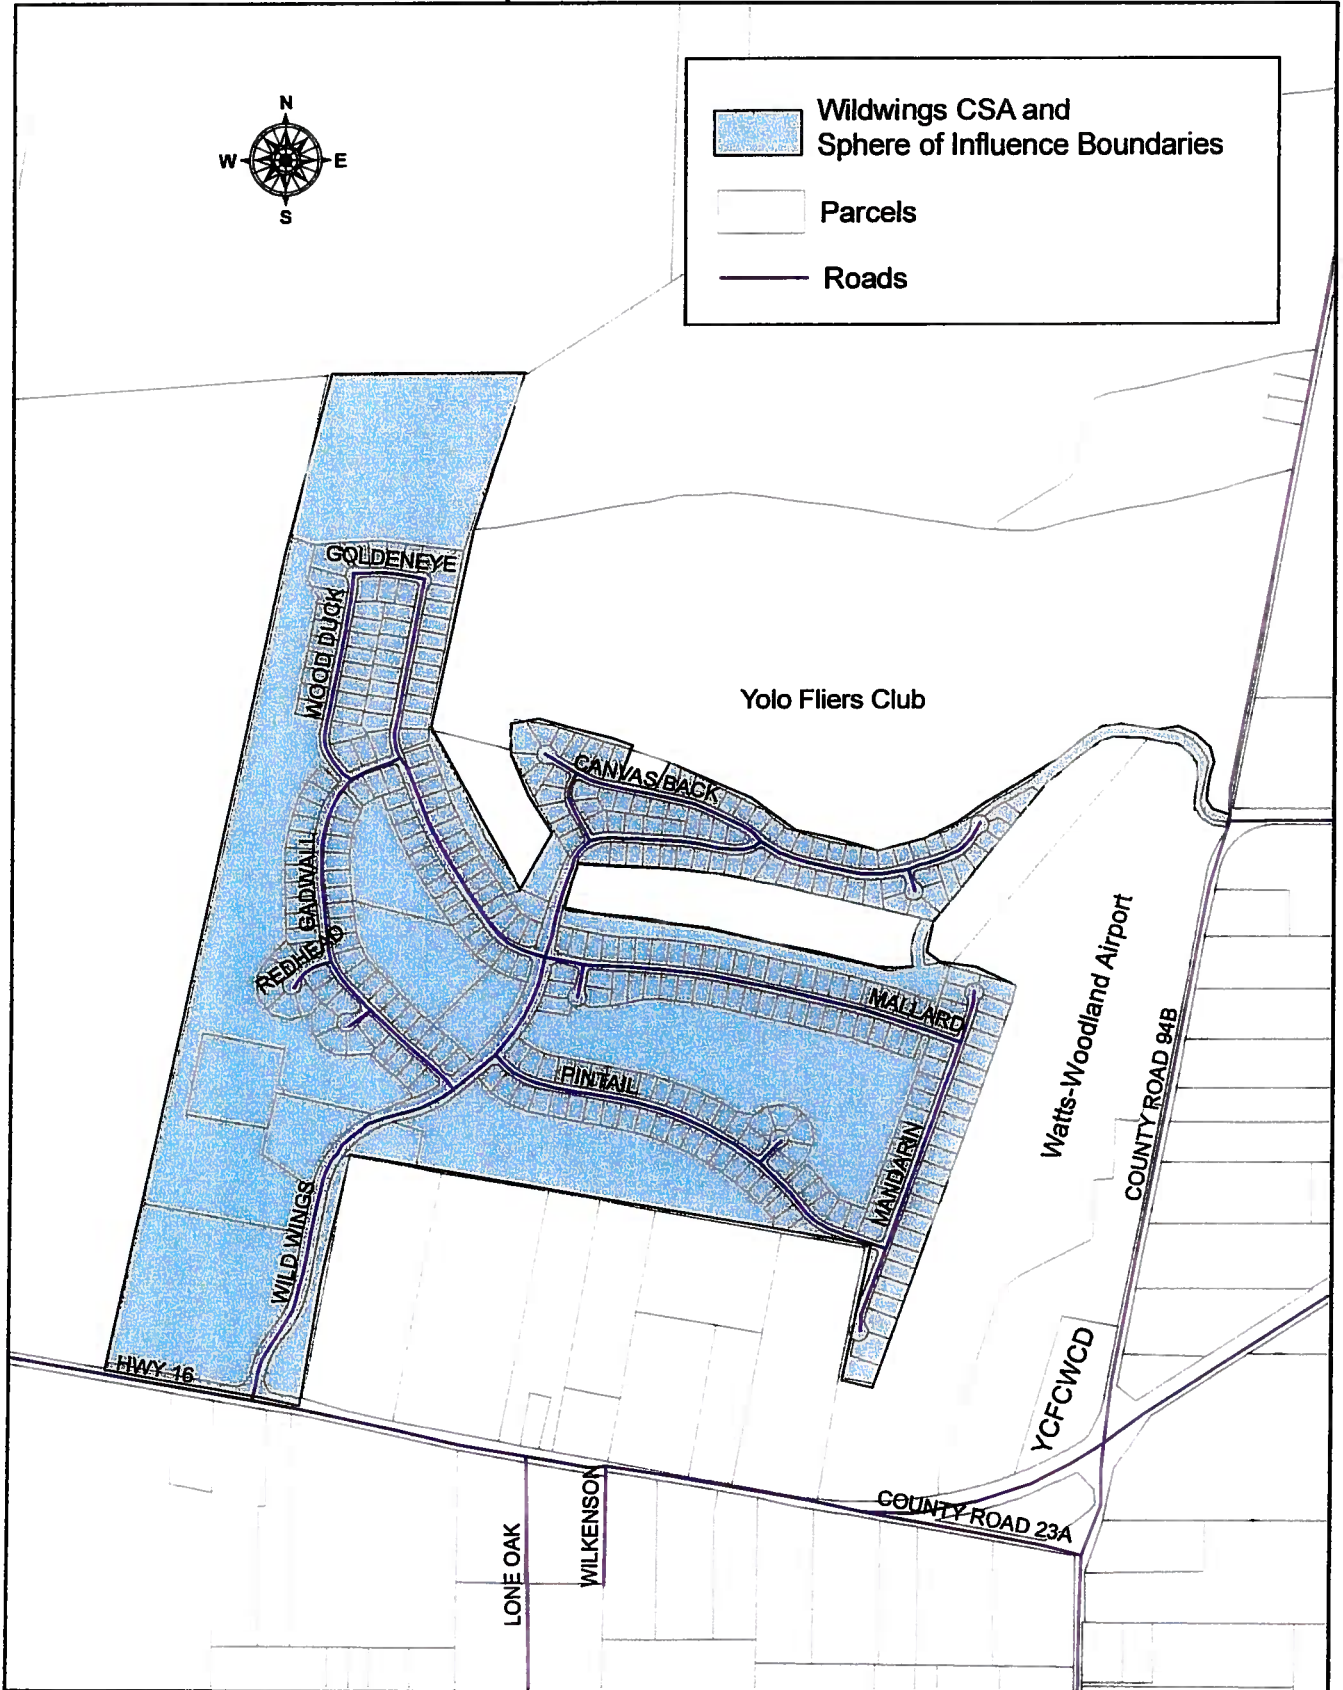 N
W
E
S
Wildwings CSA and
Sphere of Influence Boundaries
Parcels
Roads
GOLDENEYE
WOOD DUCK
Yolo Fliers Club
CANVAS BACK
GADWALL
REDHEAD
MALLARD
Watts-Woodland Airport
COUNTY ROAD 94B
PINTAIL
MANDARIN
WILD WINGS
HWY 16
YCFCWCD
COUNTY ROAD 23A
LONE OAK
WILKENSON